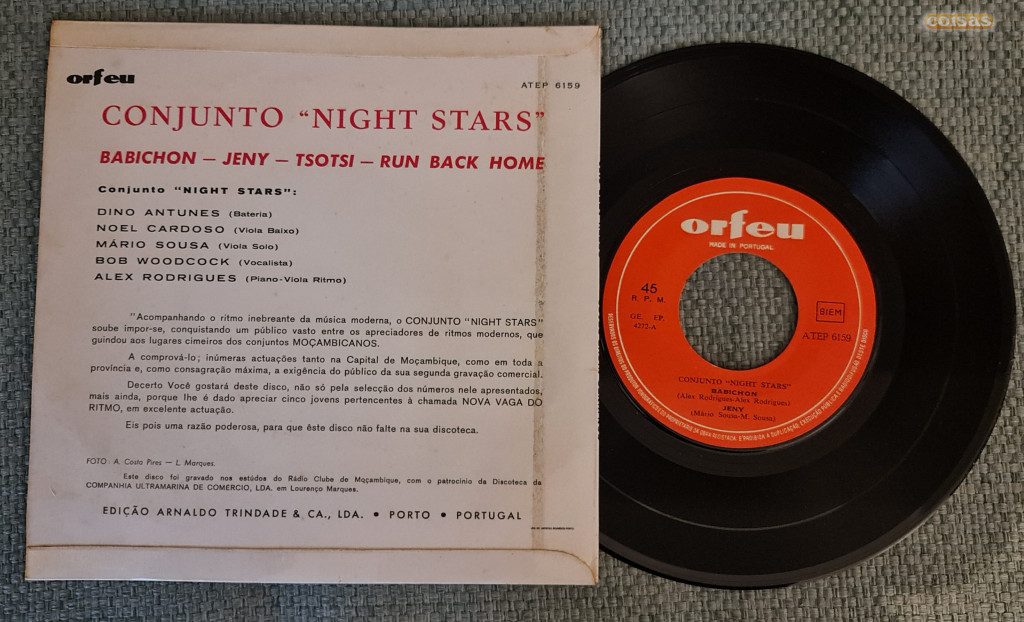 coisas
orfeu
ATEP 6159
CONJUNTO “NIGHT STARS”
BABICHON — JENY — TSOTSI — RUN BACK HOME
Conjunto “NIGHT STARS”:
DINO ANTUNES (Bateria)
NOEL CARDOSO (Viola Baixo)
MÁRIO SOUSA (Viola Solo)
BOB WOODCOCK (Vocalista)
ALEX RODRIGUES (Piano-Viola Ritmo)
"Acompanhando o ritmo inebreante da música moderna, o CONJUNTO "NIGHT STARS"
soube impor-se, conquistando um público vasto entre os apreciadores de ritmos modernos, que
guindou aos lugares cimeiros dos conjuntos MOÇAMBICANOS.
A comprová-lo; inúmeras actuações tanto na Capital de Moçambique, como em toda a
província e, como consagração máxima, a exigência do público da sua segunda gravação comercial.
Decerto Você gostará deste disco, não só pela selecção dos números nele apresentados,
mais ainda, porque lhe é dado apreciar cinco jovens pertencentes à chamada NOVA VAGA DO
RITMO, em excelente actuação.
Eis pois uma razão poderosa, para que êste disco não falte na sua discoteca.
FOTO: A. Costa Pires — L. Marques.
Este disco foi gravado nos estúdos do Rádio Clube de Moçambique, com o patrocínio da Discoteca da
COMPANHIA ULTRAMARINA DE COMÉRCIO, LDA. em Lourenço Marques.
EDIÇÃO ARNALDO TRINDADE & CA., LDA. • PORTO • PORTUGAL
orfeu
MADE IN PORTUGAL
45
R. P. M.
GE. EP.
4272-A
BIEM
ATEP 6159
CONJUNTO “NIGHT STARS”
BABICHON
(Alex Rodrigues-Alex Rodrigues)
JENY
(Mário Sousa-M. Sousa)